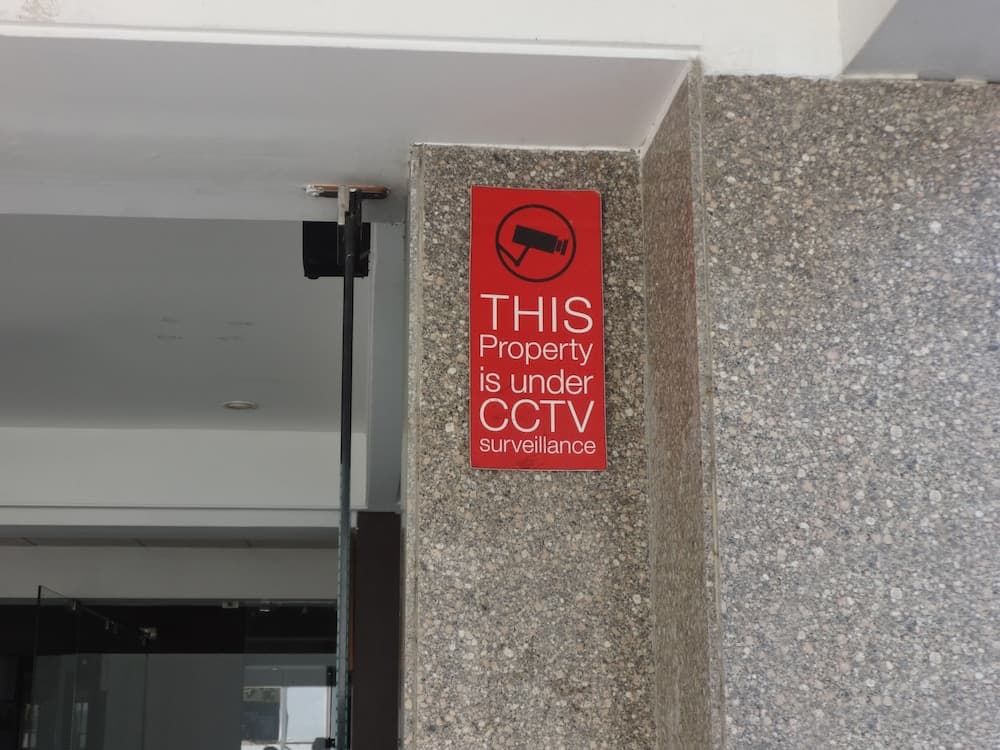 THIS
Property
is under
CCTV
surveillance